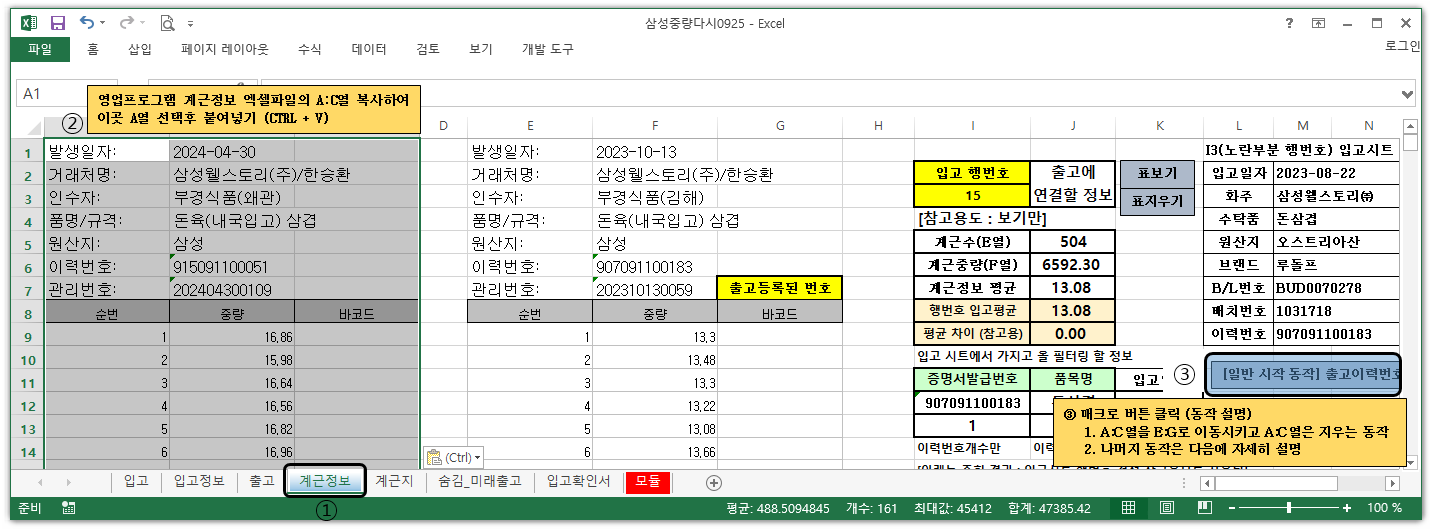 삼성중량다시0925 - Excel
파일 홈 삽입 페이지 레이아웃 수식 데이터 검토 보기 개발 도구
로그인
A1
영업프로그램 계근정보 엑셀파일의 A:C열 복사하여
② 이곳 A열 선택후 붙여넣기 (CTRL + V)
D E F G H I J K L M N
1 발생일자: 2024-04-30 발생일자: 2023-10-13 I3(노란부분 행번호) 입고시트
2 거래처명: 삼성웰스토리(주)/한승환 거래처명: 삼성웰스토리(주)/한승환 입고 행번호 출고에 표보기 입고일자 2023-08-22
3 인수자: 부경식품(왜관) 인수자: 부경식품(김해) 15 연결할 정보 표지우기 화주 삼성웰스토리㈜
4 품명/규격: 돈육(내국입고) 삼겹 품명/규격: 돈육(내국입고) 삼겹 [참고용도 : 보기만] 수탁품 돈삼겹
5 원산지: 삼성 원산지: 삼성 계근수(E열) 504 원산지 오스트리아산
6 이력번호: 915091100051 이력번호: 907091100183 계근중량(F열) 6592.30 브랜드 루돌프
7 관리번호: 202404300109 관리번호: 202310130059 출고등록된 번호 계근정보 평균 13.08 B/L번호 BUD0070278
8 순번 중량 바코드 순번 중량 바코드 행번호 입고평균 13.08 매치번호 1031718
9 1 16,86 1 13,3 평균 차이 (참고용) 0.00 이력번호 907091100183
10 2 15,98 2 13,48 입고 시트에서 가지고 올 필터링 할 정보
11 3 16,64 3 13,3 증명서발급번호 품목명 입고 ③ [일반 시작 동작] 출고이력번호
12 4 16,56 4 13,22 907091100183
13 5 16,82 5 13,08 1
14 6 16,96 6 13,66 이력번호개수만
③ 매크로 버튼 클릭 (동작 설명)
1. A:C열을 E:G로 이동시키고 A:C열은 지우는 동작
2. 나머지 동작은 다음에 자세히 설명
(Ctrl)
입고 입고정보 출고 계근정보 계근지 숨김_미래출고 입고확인서 모듈
①
준비 평균: 488.5094845 개수: 161 최대값: 45412 합계: 47385.42 100 %